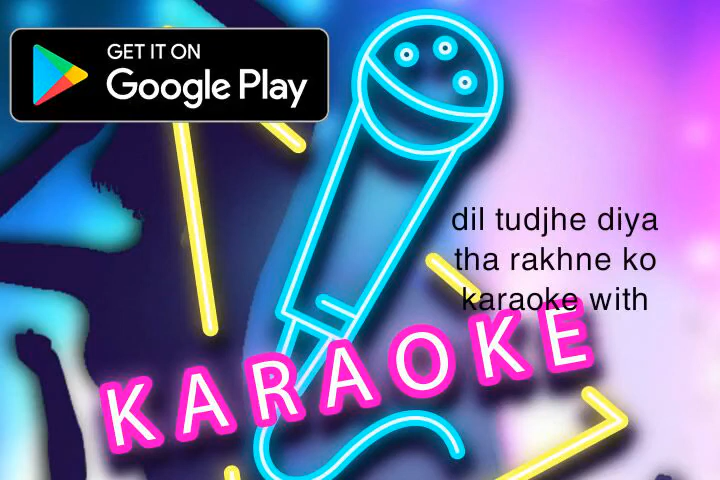 GET IT ON
Google Play
dil tudjhe diya
tha rakhne ko
karaoke with
KARAOKE